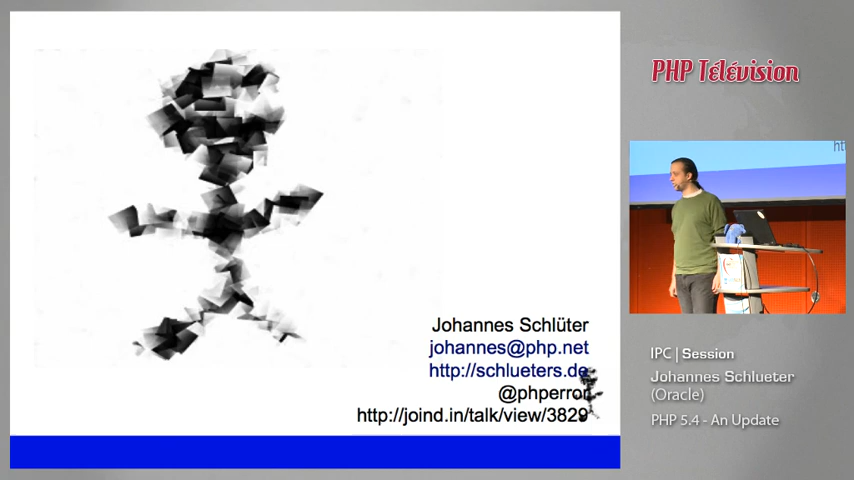 Johannes Schlüter
johannes@php.net
http://schlueters.de
@phperror
http://joind.in/talk/view/3829
PHP Télévision
ht
IPC | Session
Johannes Schlueter
(Oracle)
PHP 5.4 - An Update